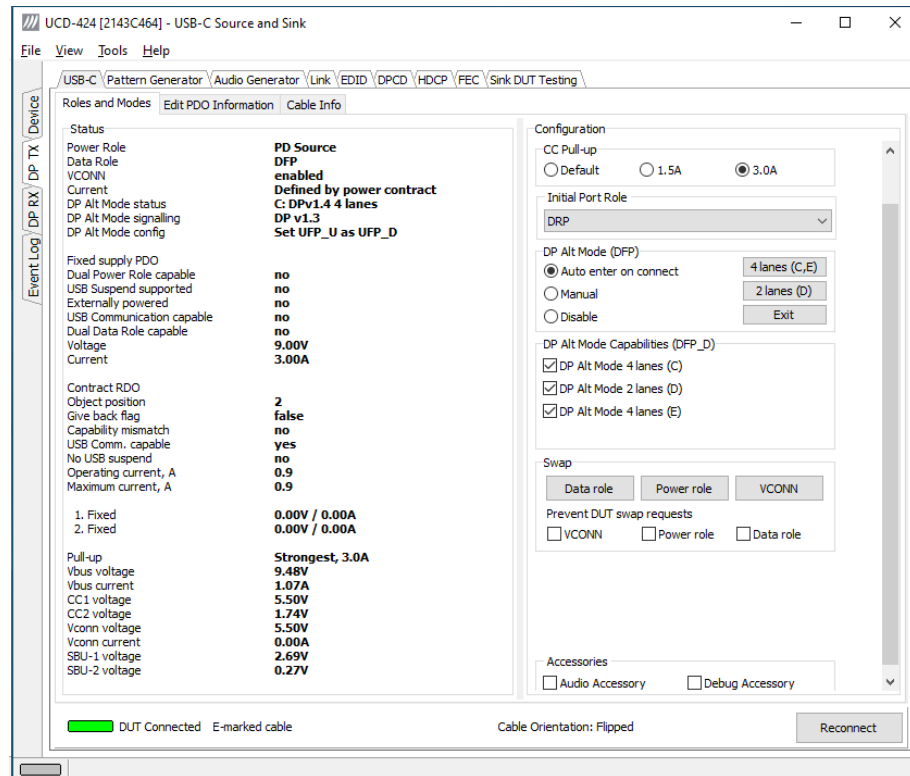 UCD-424 [2143C464] - USB-C Source and Sink
File View Tools Help
USB-C Pattern Generator Audio Generator Link EDID DPCD HDCP FEC Sink DUT Testing
Device
DP TX
DP RX
Event Log
Roles and Modes Edit PDO Information Cable Info
Status
Power Role PD Source
Data Role DFP
VCONN enabled
Current Defined by power contract
DP Alt Mode status C: DPv1.4 4 lanes
DP Alt Mode signalling DP v1.3
DP Alt Mode config Set UFP_U as UFP_D
Fixed supply PDO
Dual Power Role capable no
USB Suspend supported no
Externally powered no
USB Communication capable no
Dual Data Role capable no
Voltage 9.00V
Current 3.00A
Contract RDO
Object position 2
Give back flag false
Capability mismatch no
USB Comm. capable yes
No USB suspend no
Operating current, A 0.9
Maximum current, A 0.9
1. Fixed 0.00V / 0.00A
2. Fixed 0.00V / 0.00A
Pull-up Strongest, 3.0A
Vbus voltage 9.48V
Vbus current 1.07A
CC1 voltage 5.50V
CC2 voltage 1.74V
Vconn voltage 5.50V
Vconn current 0.00A
SBU-1 voltage 2.69V
SBU-2 voltage 0.27V
Configuration
CC Pull-up
Default 1.5A 3.0A
Initial Port Role
DRP
DP Alt Mode (DFP)
Auto enter on connect 4 lanes (C,E)
Manual 2 lanes (D)
Disable Exit
DP Alt Mode Capabilities (DFP_D)
DP Alt Mode 4 lanes (C)
DP Alt Mode 2 lanes (D)
DP Alt Mode 4 lanes (E)
Swap
Data role Power role VCONN
Prevent DUT swap requests
VCONN Power role Data role
Accessories
Audio Accessory Debug Accessory
DUT Connected E-marked cable Cable Orientation: Flipped Reconnect